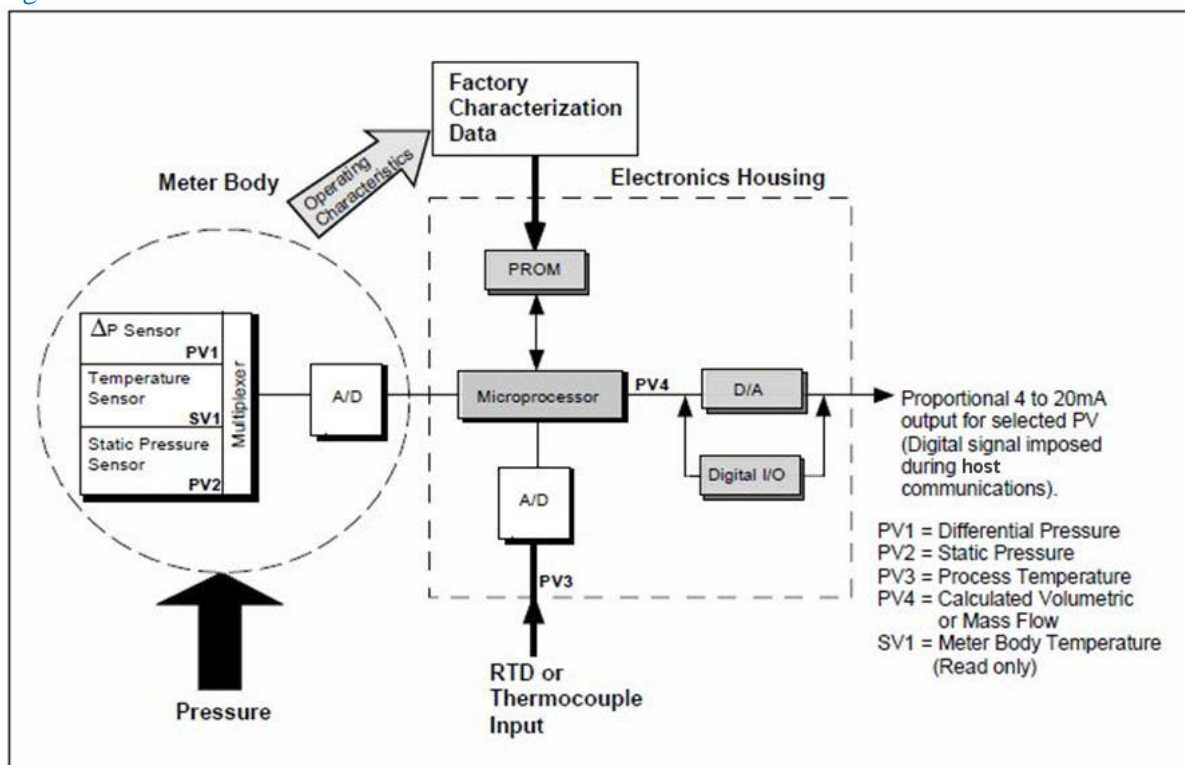 Factory
Characterization
Data
Operating
Characteristics
Meter Body
Electronics Housing
PROM
ΔP Sensor
PV1
Temperature
Sensor
SV1
Static Pressure
Sensor
PV2
Multiplexer
A/D
Microprocessor
PV4
D/A
Digital I/O
A/D
PV3
Proportional 4 to 20mA
output for selected PV
(Digital signal imposed
during host
communications).
PV1 = Differential Pressure
PV2 = Static Pressure
PV3 = Process Temperature
PV4 = Calculated Volumetric
or Mass Flow
SV1 = Meter Body Temperature
(Read only)
RTD or
Thermocouple
Input
Pressure